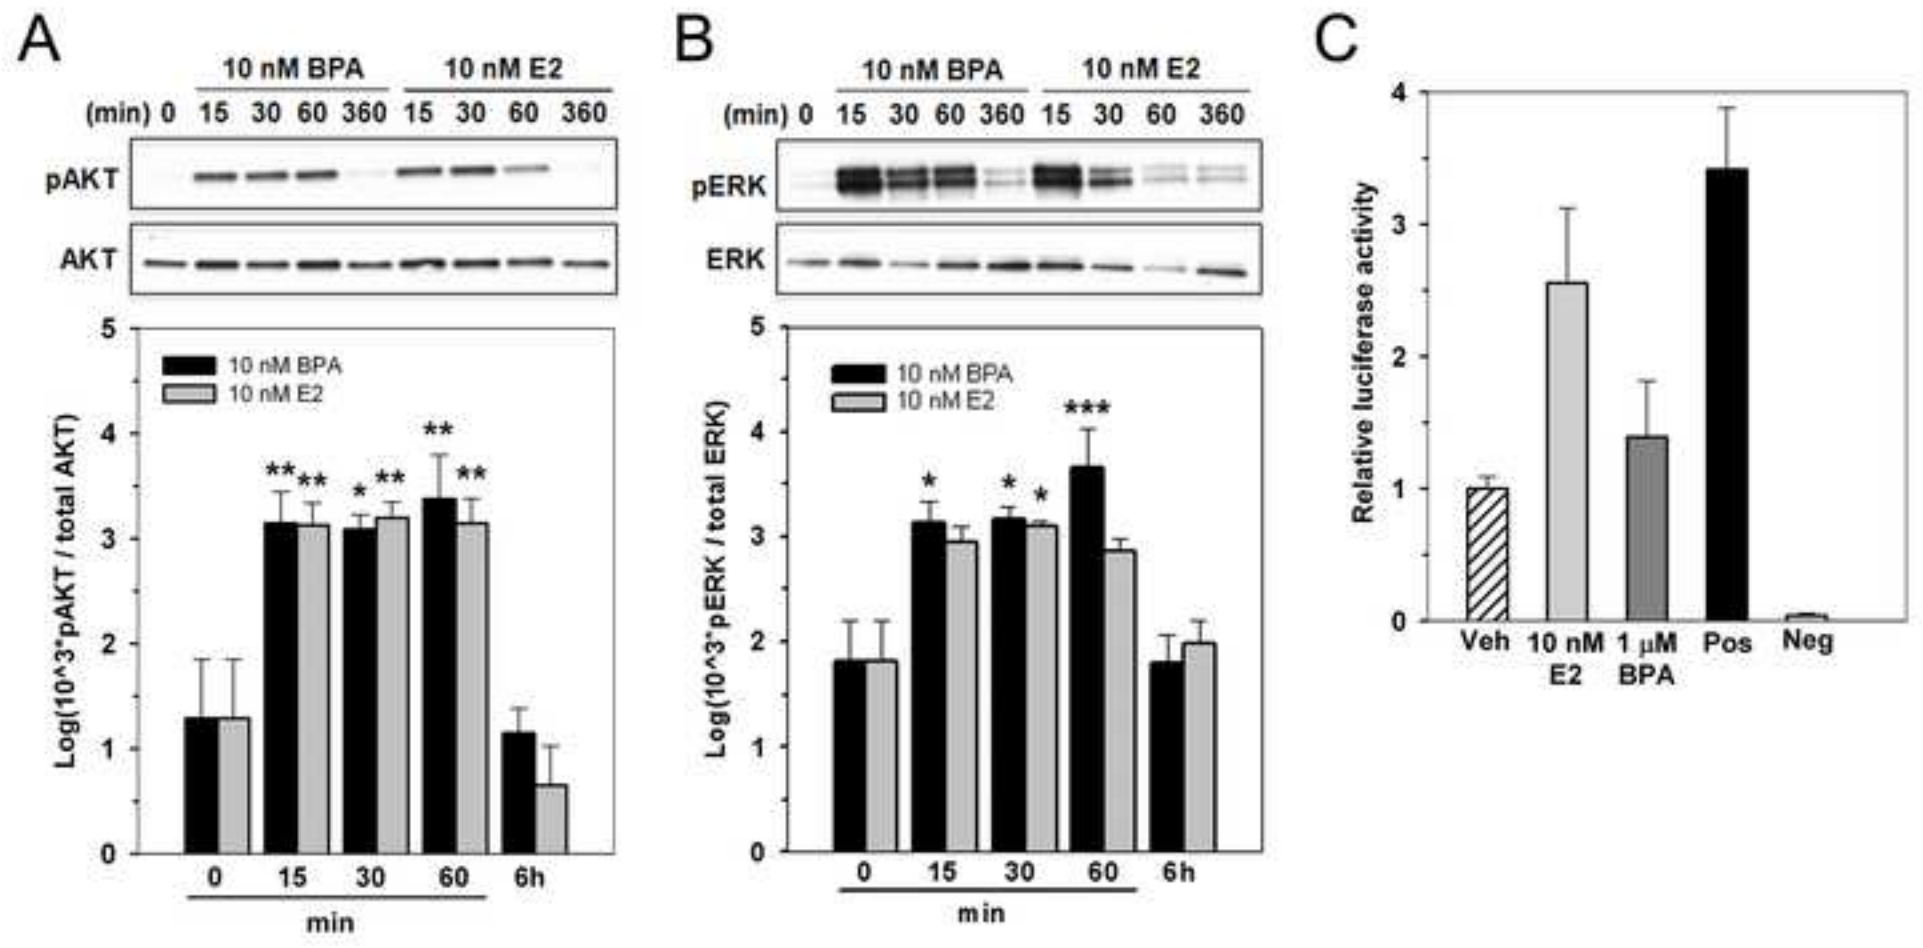 A
10 nM BPA 10 nM E2
(min) 0 15 30 60 360 15 30 60 360
pAKT
AKT
5
4
3
2
1
0
10 nM BPA
10 nM E2
** ** * ** ** **
Log(10^3*pAKT / total AKT)
0 15 30 60 6h
min
B
10 nM BPA 10 nM E2
(min) 0 15 30 60 360 15 30 60 360
pERK
ERK
5
4
3
2
1
0
10 nM BPA
10 nM E2
* * * ***
Log(10^3*pERK / total ERK)
0 15 30 60 6h
min
C
4
3
2
1
0
Relative luciferase activity
Veh 10 nM 1 µM Pos Neg
E2 BPA